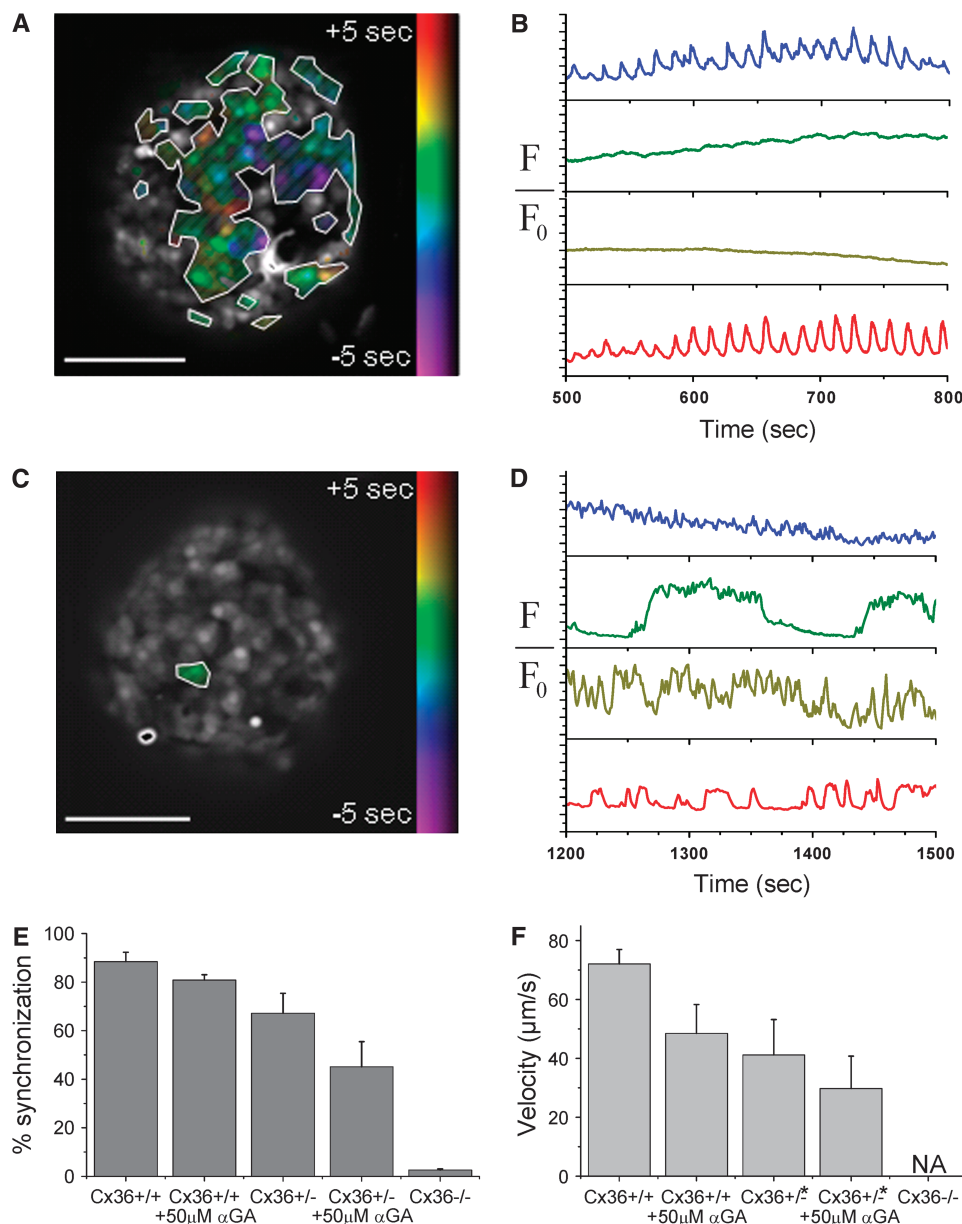 A
+5 sec
-5 sec
B
F
F0
500 600 700 800
Time (sec)
C
+5 sec
-5 sec
D
F
F0
1200 1300 1400 1500
Time (sec)
E
100
80
60
40
20
0
% synchronization
Cx36+/+ Cx36+/+ Cx36+/- Cx36+/- Cx36-/-
+50µM αGA +50µM αGA
F
80
60
40
20
0
Velocity (µm/s)
NA
Cx36+/+ Cx36+/+ Cx36+/-* Cx36+/-* Cx36-/-
+50µM αGA +50µM αGA